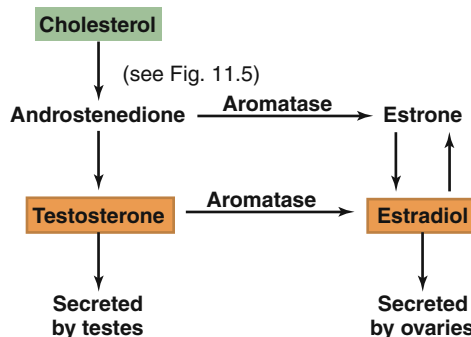 Cholesterol
(see Fig. 11.5)
Androstenedione
Aromatase
Estrone
Testosterone
Aromatase
Estradiol
Secreted
by testes
Secreted
by ovaries